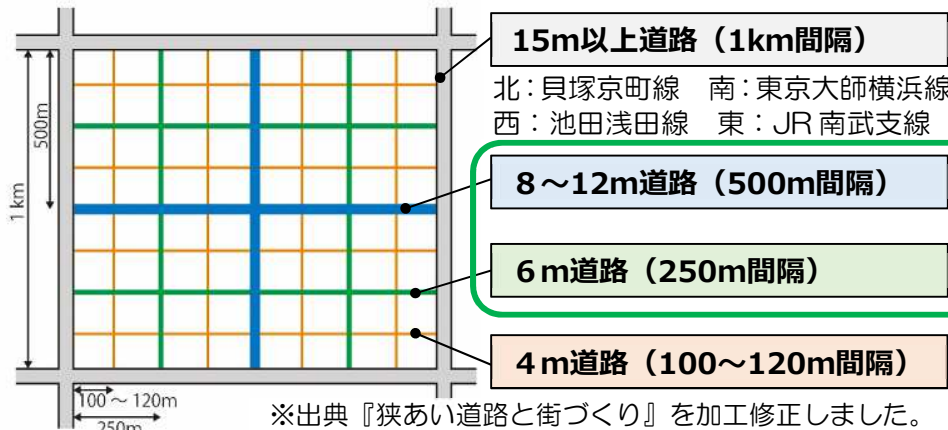 15m以上道路（1km間隔）
北：貝塚京町線　南：東京大師横浜線
西：池田浅田線　東：JR南武支線
8～12m道路（500m間隔）
6m道路（250m間隔）
4m道路（100～120m間隔）
500m
1km
100～120m
250m
※出典『狭あい道路と街づくり』を加工修正しました。